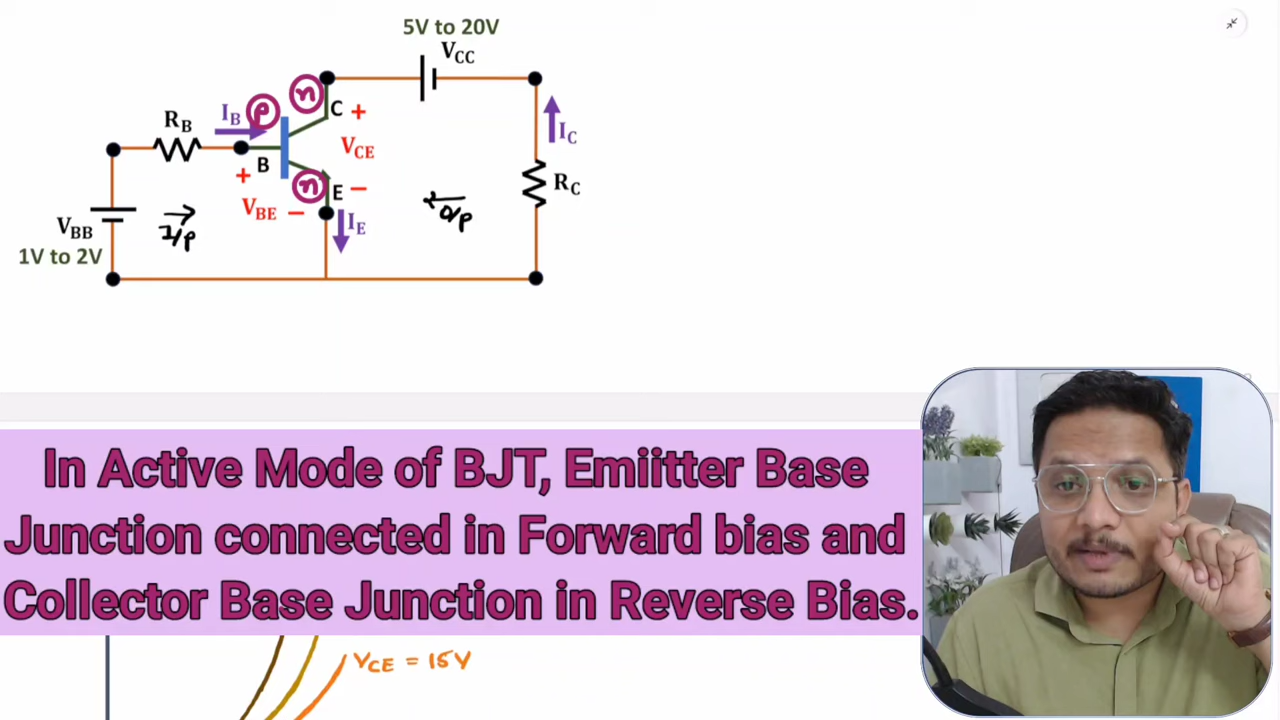 5V to 20V
VCC
n
p
IB
RB
C +
VCE
B
+
IC
n
E −
RC
VBE −
IE
I/p
O/p
VBB
1V to 2V
In Active Mode of BJT, Emiitter Base
Junction connected in Forward bias and
Collector Base Junction in Reverse Bias.
VCE = 15V